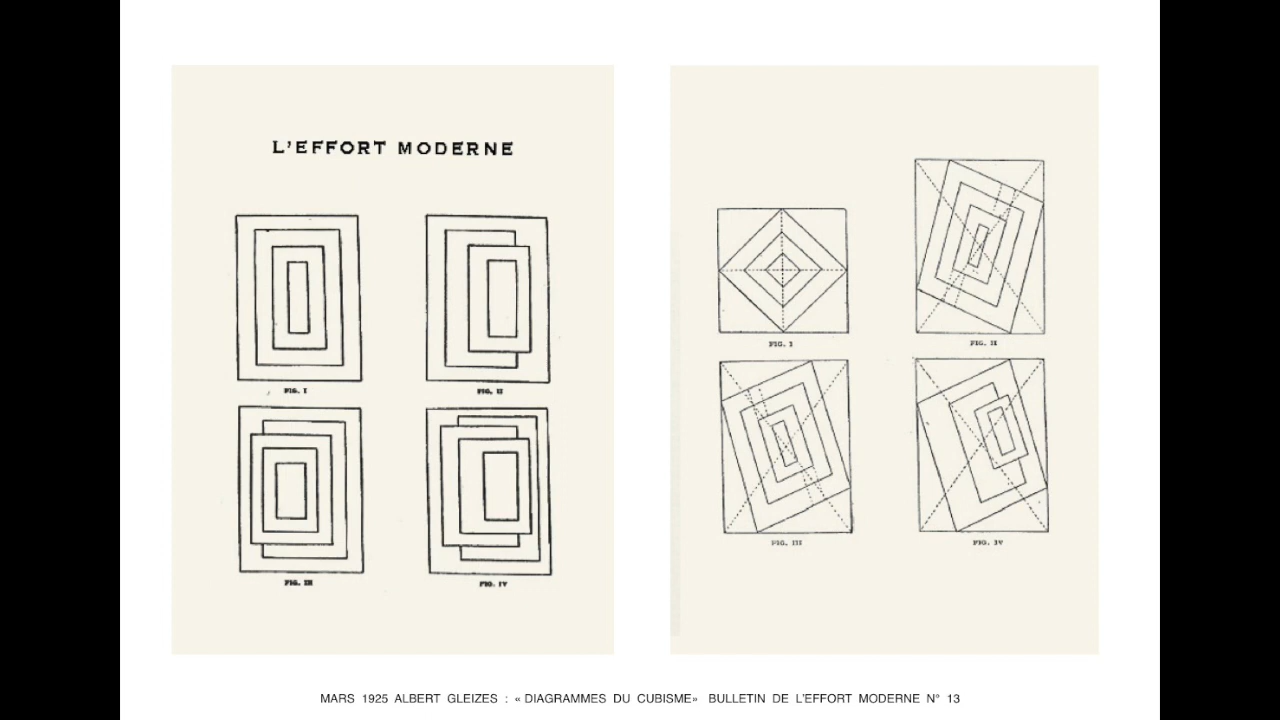 L'EFFORT MODERNE
FIG. I
FIG. II
FIG. III
FIG. IV
FIG. I
FIG. II
FIG. III
FIG. IV
MARS 1925 ALBERT GLEIZES : « DIAGRAMMES DU CUBISME» BULLETIN DE L'EFFORT MODERNE N° 13